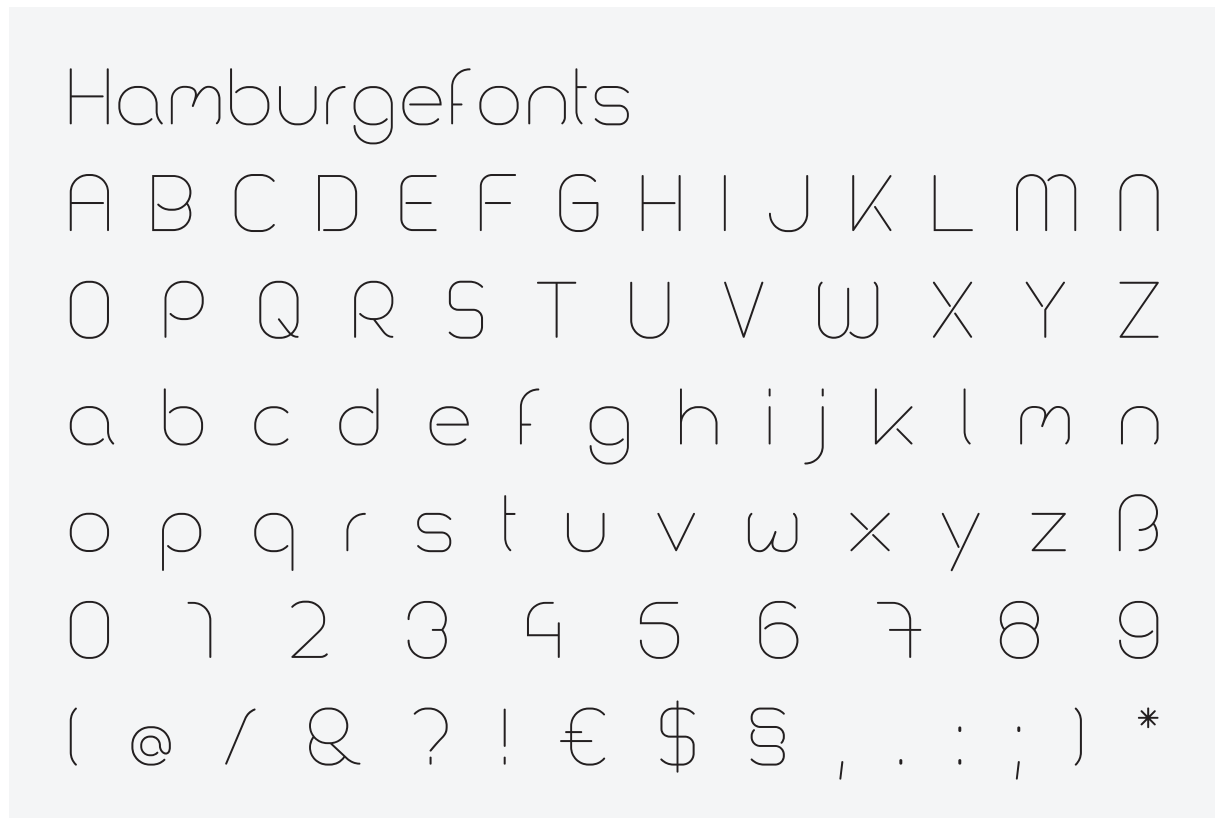 Hamburgefonts
A B C D E F G H I J K L M N
O P Q R S T U V W X Y Z
a b c d e f g h i j k l m n
o p q r s t u v w x y z ß
0 1 2 3 4 5 6 7 8 9
( @ / & ? ! € $ § , . : ; ) *